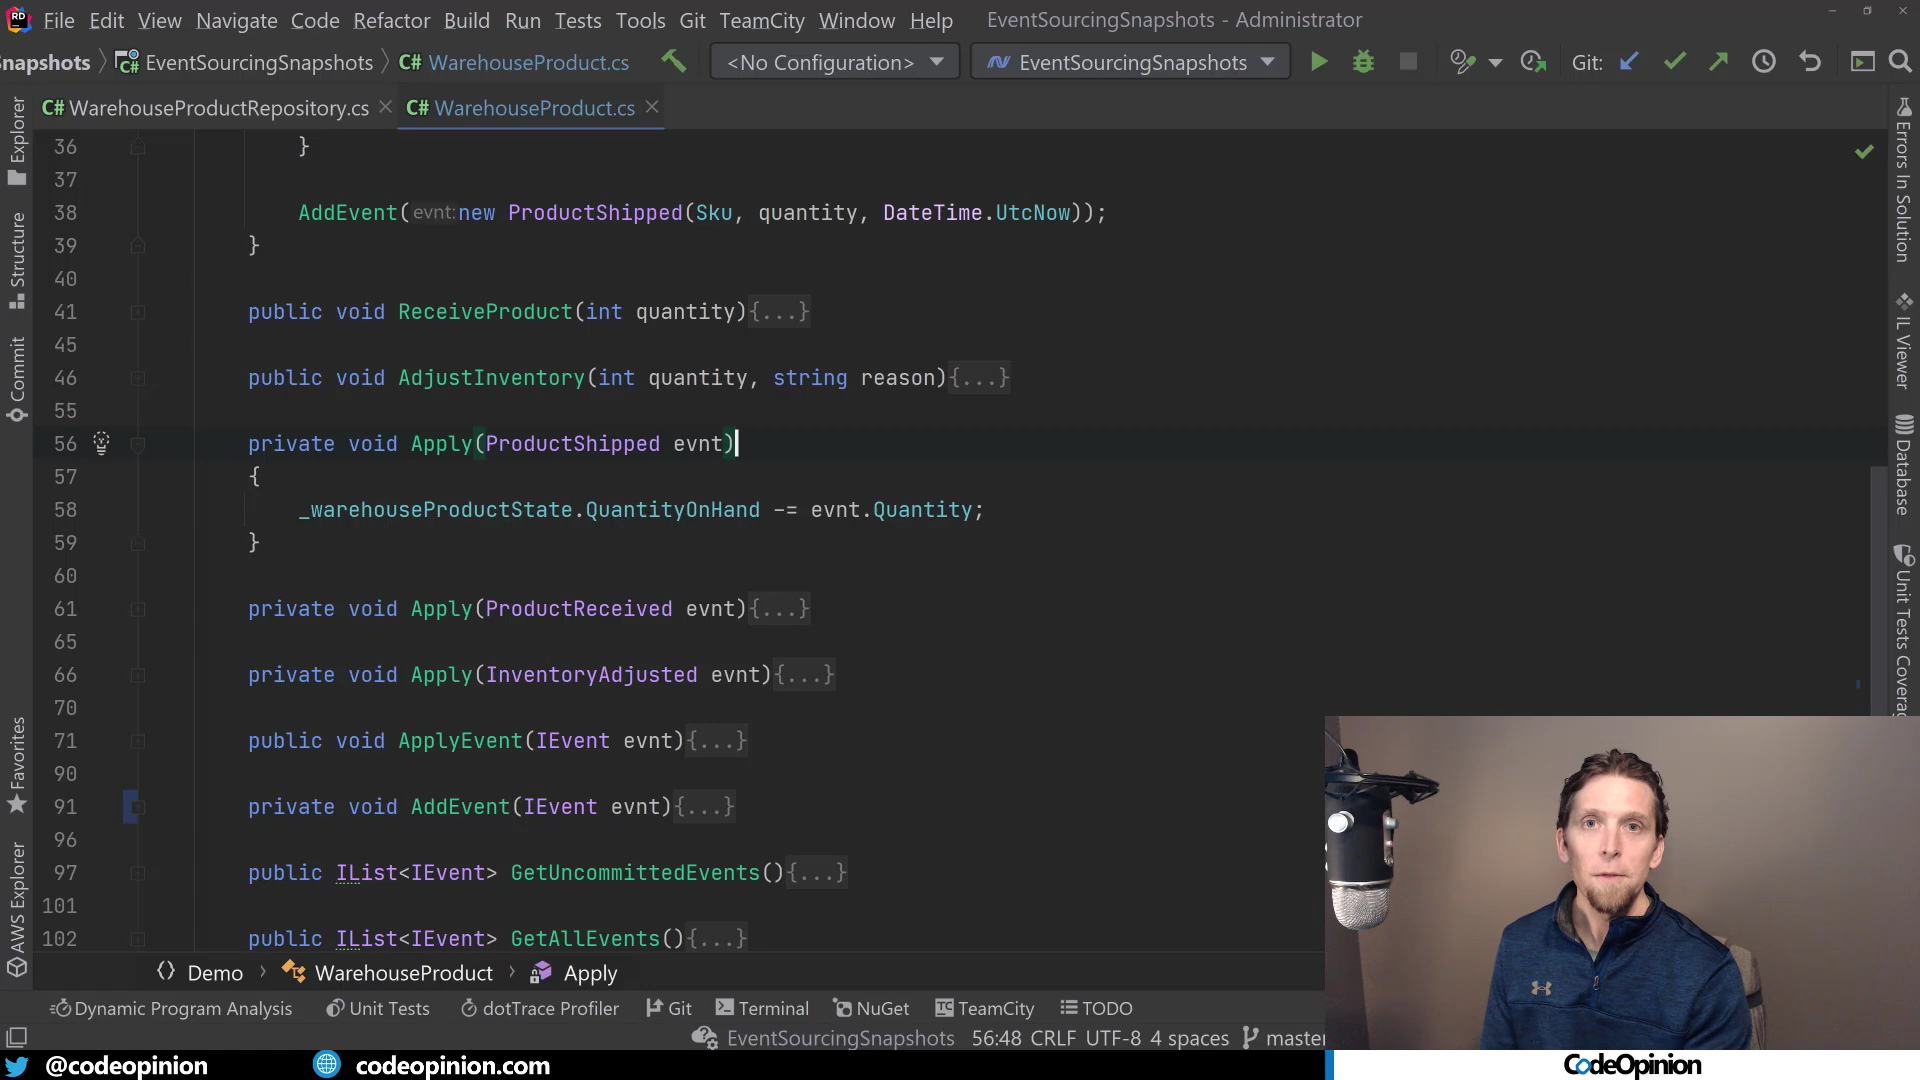 File Edit View Navigate Code Refactor Build Run Tests Tools Git TeamCity Window Help EventSourcingSnapshots - Administrator
Snapshots EventSourcingSnapshots C# WarehouseProduct.cs <No Configuration> EventSourcingSnapshots Git:
C# WarehouseProductRepository.cs C# WarehouseProduct.cs
36 }
37
38 AddEvent(evnt: new ProductShipped(Sku, quantity, DateTime.UtcNow));
39 }
40
41 public void ReceiveProduct(int quantity){...}
45
46 public void AdjustInventory(int quantity, string reason){...}
55
56 private void Apply(ProductShipped evnt)
57 {
58 _warehouseProductState.QuantityOnHand -= evnt.Quantity;
59 }
60
61 private void Apply(ProductReceived evnt){...}
65
66 private void Apply(InventoryAdjusted evnt){...}
70
71 public void ApplyEvent(IEvent evnt){...}
90
91 private void AddEvent(IEvent evnt){...}
96
97 public IList<IEvent> GetUncommittedEvents(){...}
101
102 public IList<IEvent> GetAllEvents(){...}
Explorer
Structure
Commit
Favorites
AWS Explorer
Errors In Solution
IL Viewer
Database
Unit Tests Coverag
Demo WarehouseProduct Apply
Dynamic Program Analysis Unit Tests dotTrace Profiler Git Terminal NuGet TeamCity TODO
EventSourcingSnapshots 56:48 CRLF UTF-8 4 spaces master
@codeopinion codeopinion.com CodeOpinion